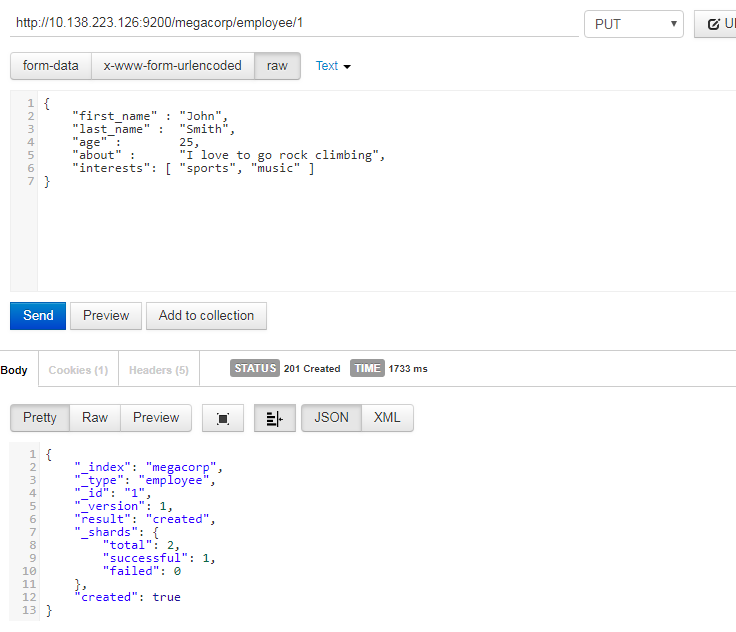 http://10.138.223.126:9200/megacorp/employee/1 PUT
form-data x-www-form-urlencoded raw Text
1 {
2 "first_name" : "John",
3 "last_name" : "Smith",
4 "age" : 25,
5 "about" : "I love to go rock climbing",
6 "interests": [ "sports", "music" ]
7 }
Send Preview Add to collection
Body Cookies (1) Headers (5) STATUS 201 Created TIME 1733 ms
Pretty Raw Preview JSON XML
1 {
2 "_index": "megacorp",
3 "_type": "employee",
4 "_id": "1",
5 "_version": 1,
6 "result": "created",
7 "_shards": {
8 "total": 2,
9 "successful": 1,
10 "failed": 0
11 },
12 "created": true
13 }